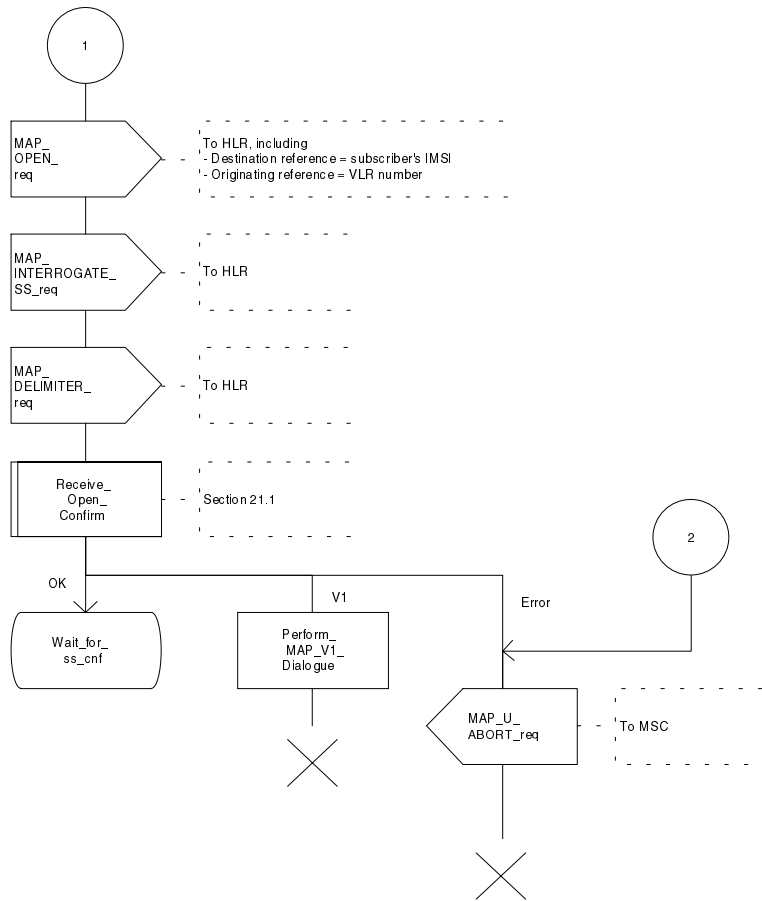 1
MAP_
OPEN_
req
To HLR, including
- Destination reference = subscriber's IMSI
- Originating reference = VLR number
MAP_
INTERROGATE_
SS_req
To HLR
MAP_
DELIMITER_
req
To HLR
Receive_
Open_
Confirm
Section 21.1
2
OK
V1
Error
Wait_for_
ss_cnf
Perform_
MAP_V1_
Dialogue
MAP_U_
ABORT_req
To MSC